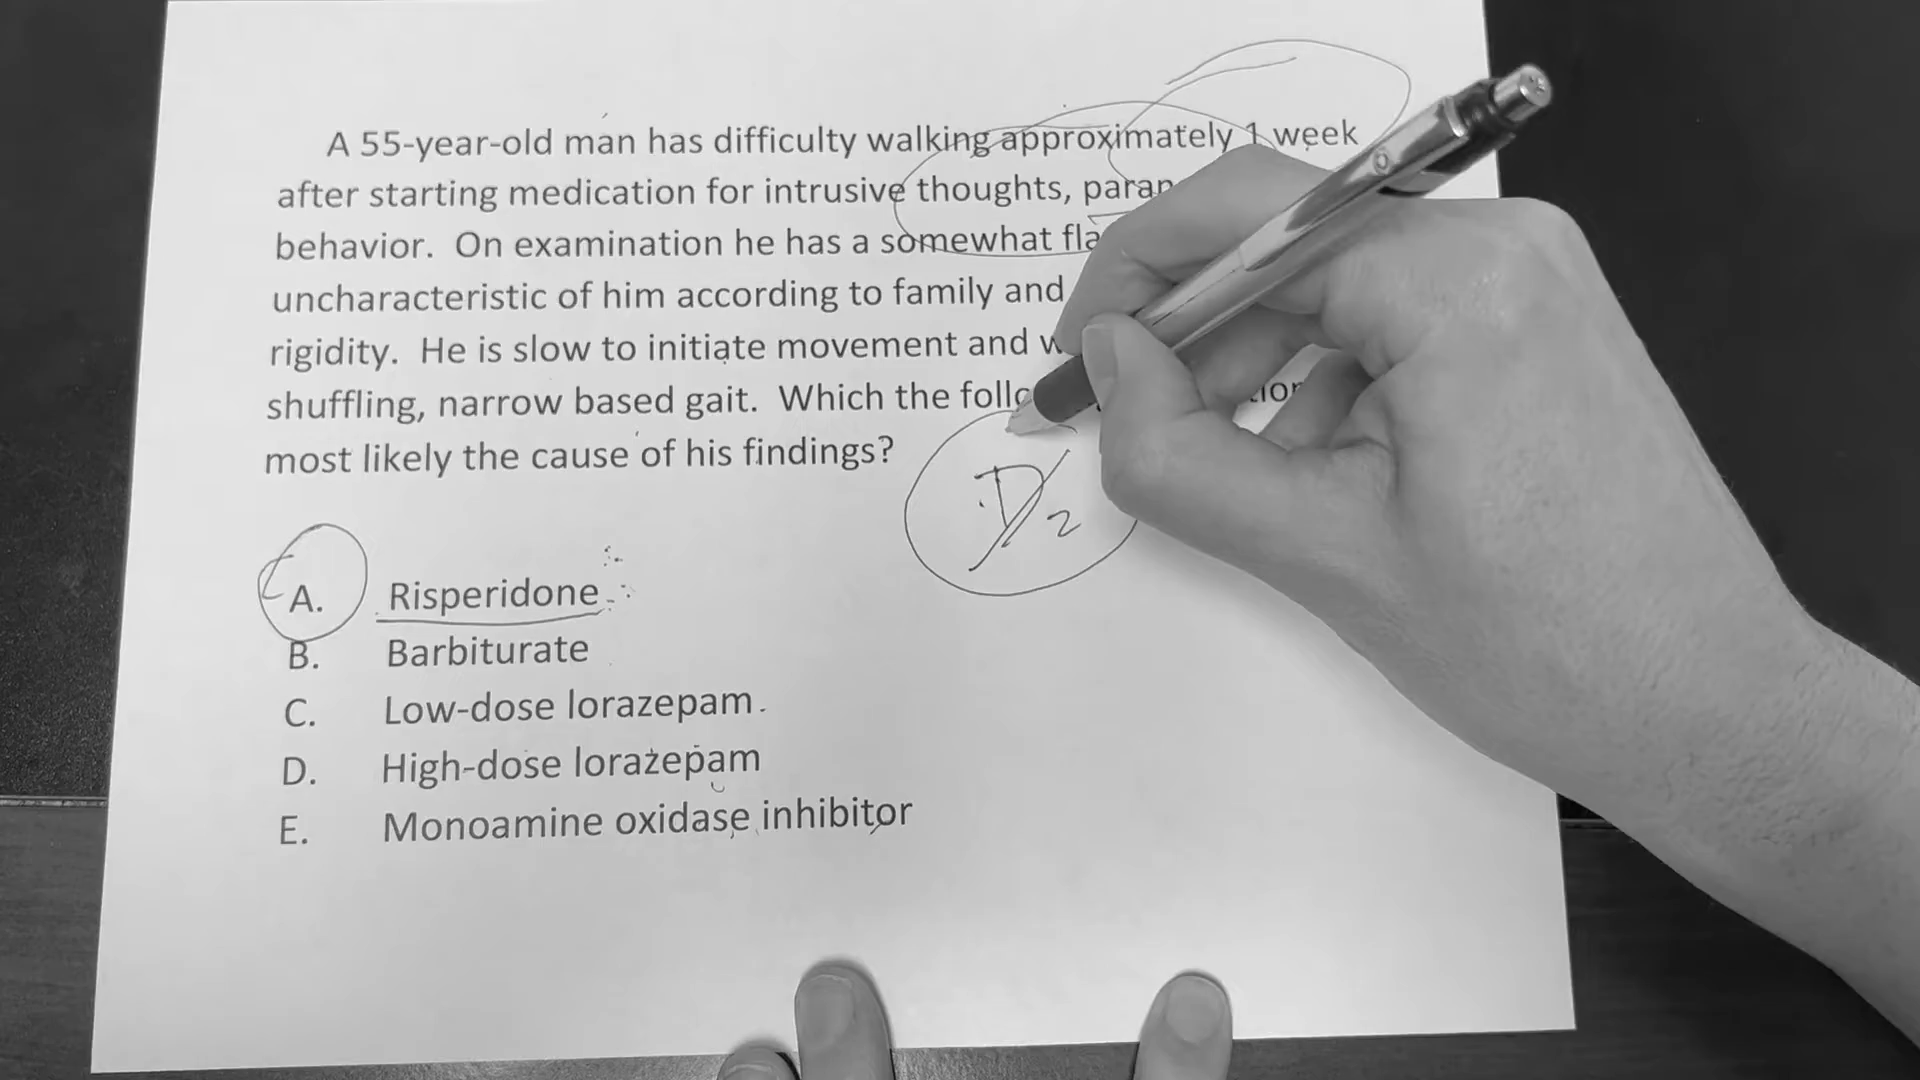 A 55-year-old man has difficulty walking approximately 1 week
after starting medication for intrusive thoughts,
behavior. On examination he has a somewhat
uncharacteristic of him according to family and
rigidity. He is slow to initiate movement and
shuffling, narrow based gait. Which the
most likely the cause of his findings?
D2
A. Risperidone
B. Barbiturate
C. Low-dose lorazepam
D. High-dose lorazepam
E. Monoamine oxidase inhibitor